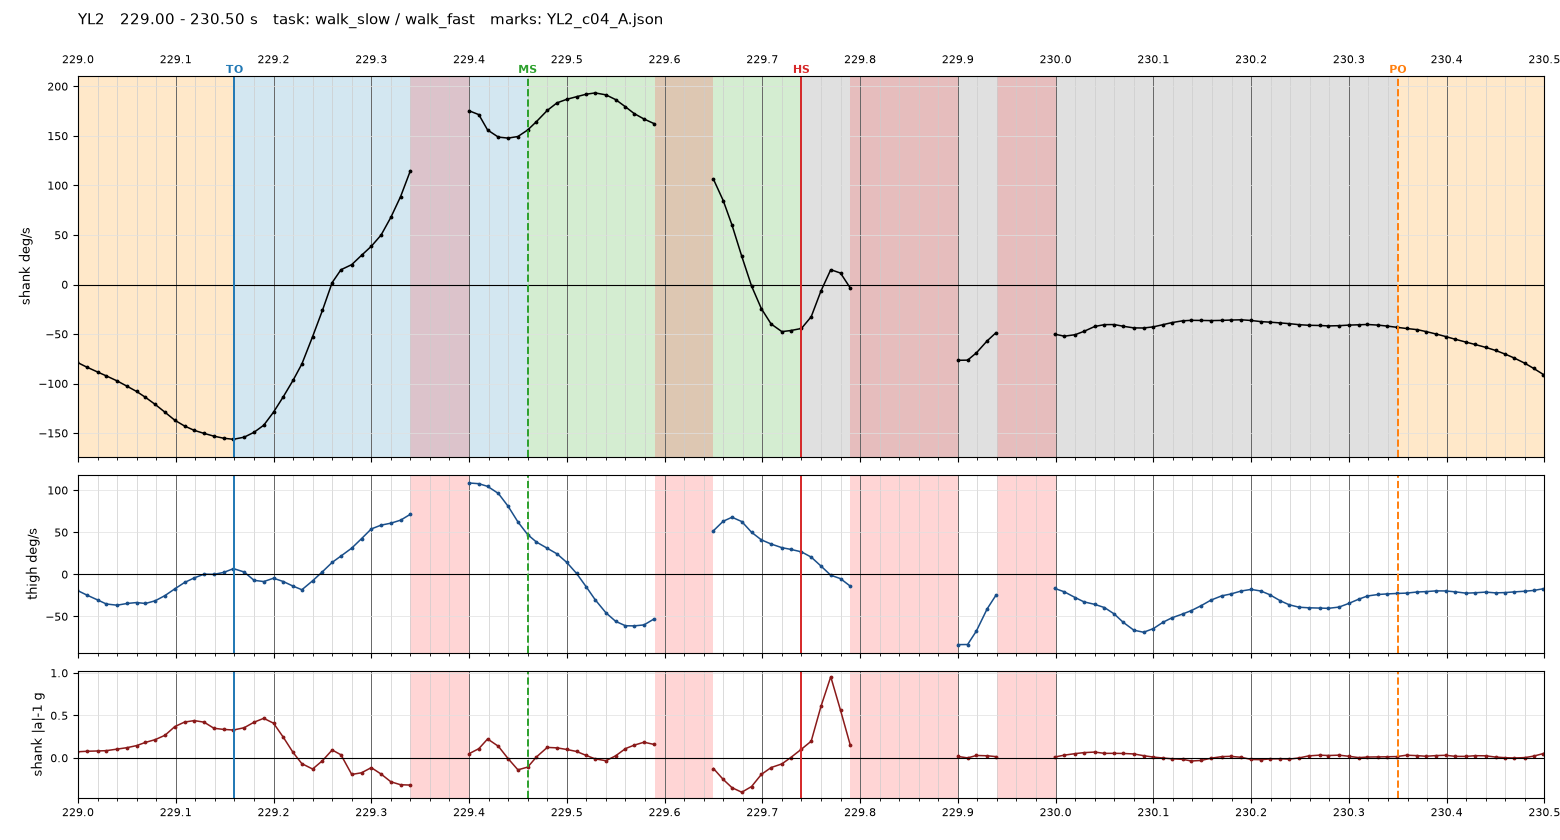 YL2   229.00 - 230.50 s   task: walk_slow / walk_fast   marks: YL2_c04_A.json
229.0 229.1 229.2 229.3 229.4 229.5 229.6 229.7 229.8 229.9 230.0 230.1 230.2 230.3 230.4 230.5
TO MS HS PO
shank deg/s
200
150
100
50
0
−50
−100
−150
thigh deg/s
100
50
0
−50
shank |a|-1 g
1.0
0.5
0.0
229.0 229.1 229.2 229.3 229.4 229.5 229.6 229.7 229.8 229.9 230.0 230.1 230.2 230.3 230.4 230.5